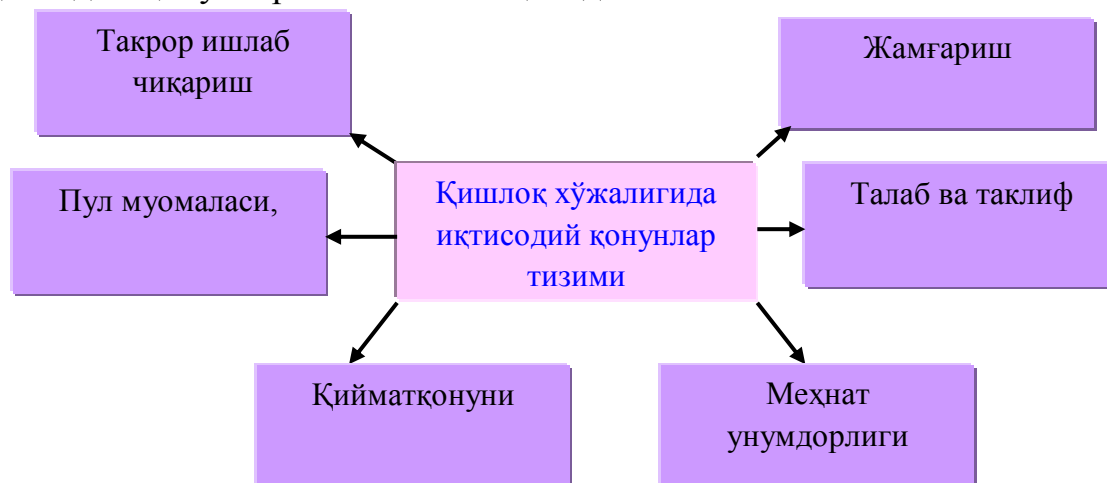 Такрор ишлаб
чиқариш
Жамғариш
Пул муомаласи,
Қишлоқ хўжалигида
иқтисодий қонунлар
тизими
Талаб ва таклиф
Қийматқонуни
Меҳнат
унумдорлиги